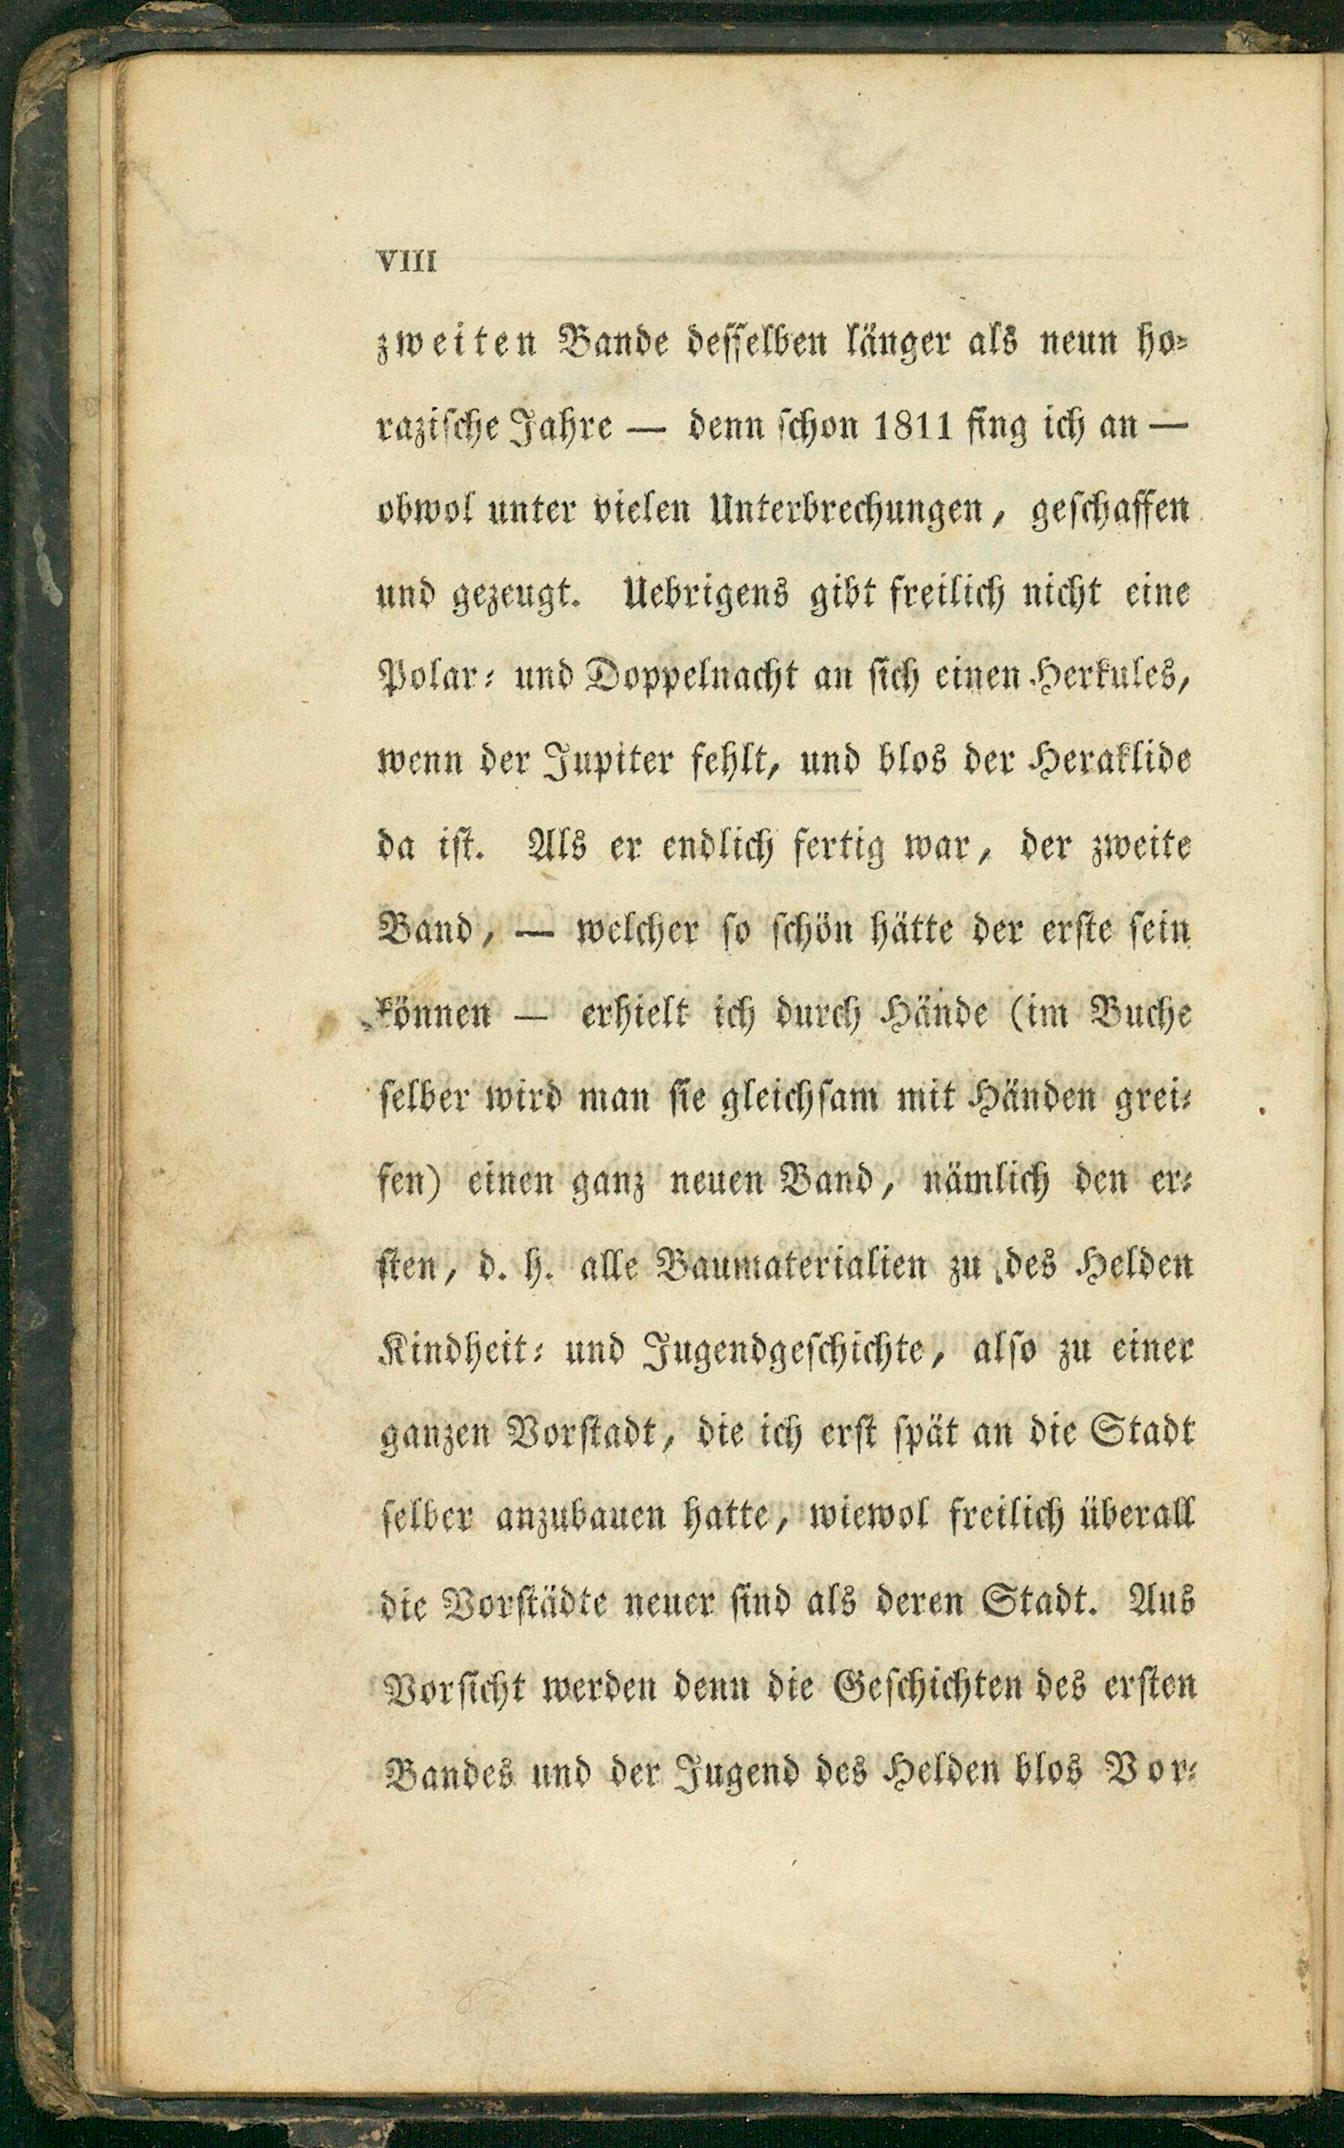 VIII
zweiten Bande desselben länger als neun ho-
razische Jahre — denn schon 1811 fing ich an —
obwol unter vielen Unterbrechungen, geschaffen
und gezeugt. Uebrigens gibt freilich nicht eine
Polar- und Doppelnacht an sich einen Herkules,
wenn der Jupiter fehlt, und blos der Heraklide
da ist. Als er endlich fertig war, der zweite
Band, — welcher so schön hätte der erste sein
können — erhielt ich durch Hände (im Buche
selber wird man sie gleichsam mit Händen grei-
fen) einen ganz neuen Band, nämlich den er-
sten, d. h. alle Baumaterialien zu des Helden
Kindheit- und Jugendgeschichte, also zu einer
ganzen Vorstadt, die ich erst spät an die Stadt
selber anzubauen hatte, wiewol freilich überall
die Vorstädte neuer sind als deren Stadt. Aus
Vorsicht werden denn die Geschichten des ersten
Bandes und der Jugend des Helden blos Vor-